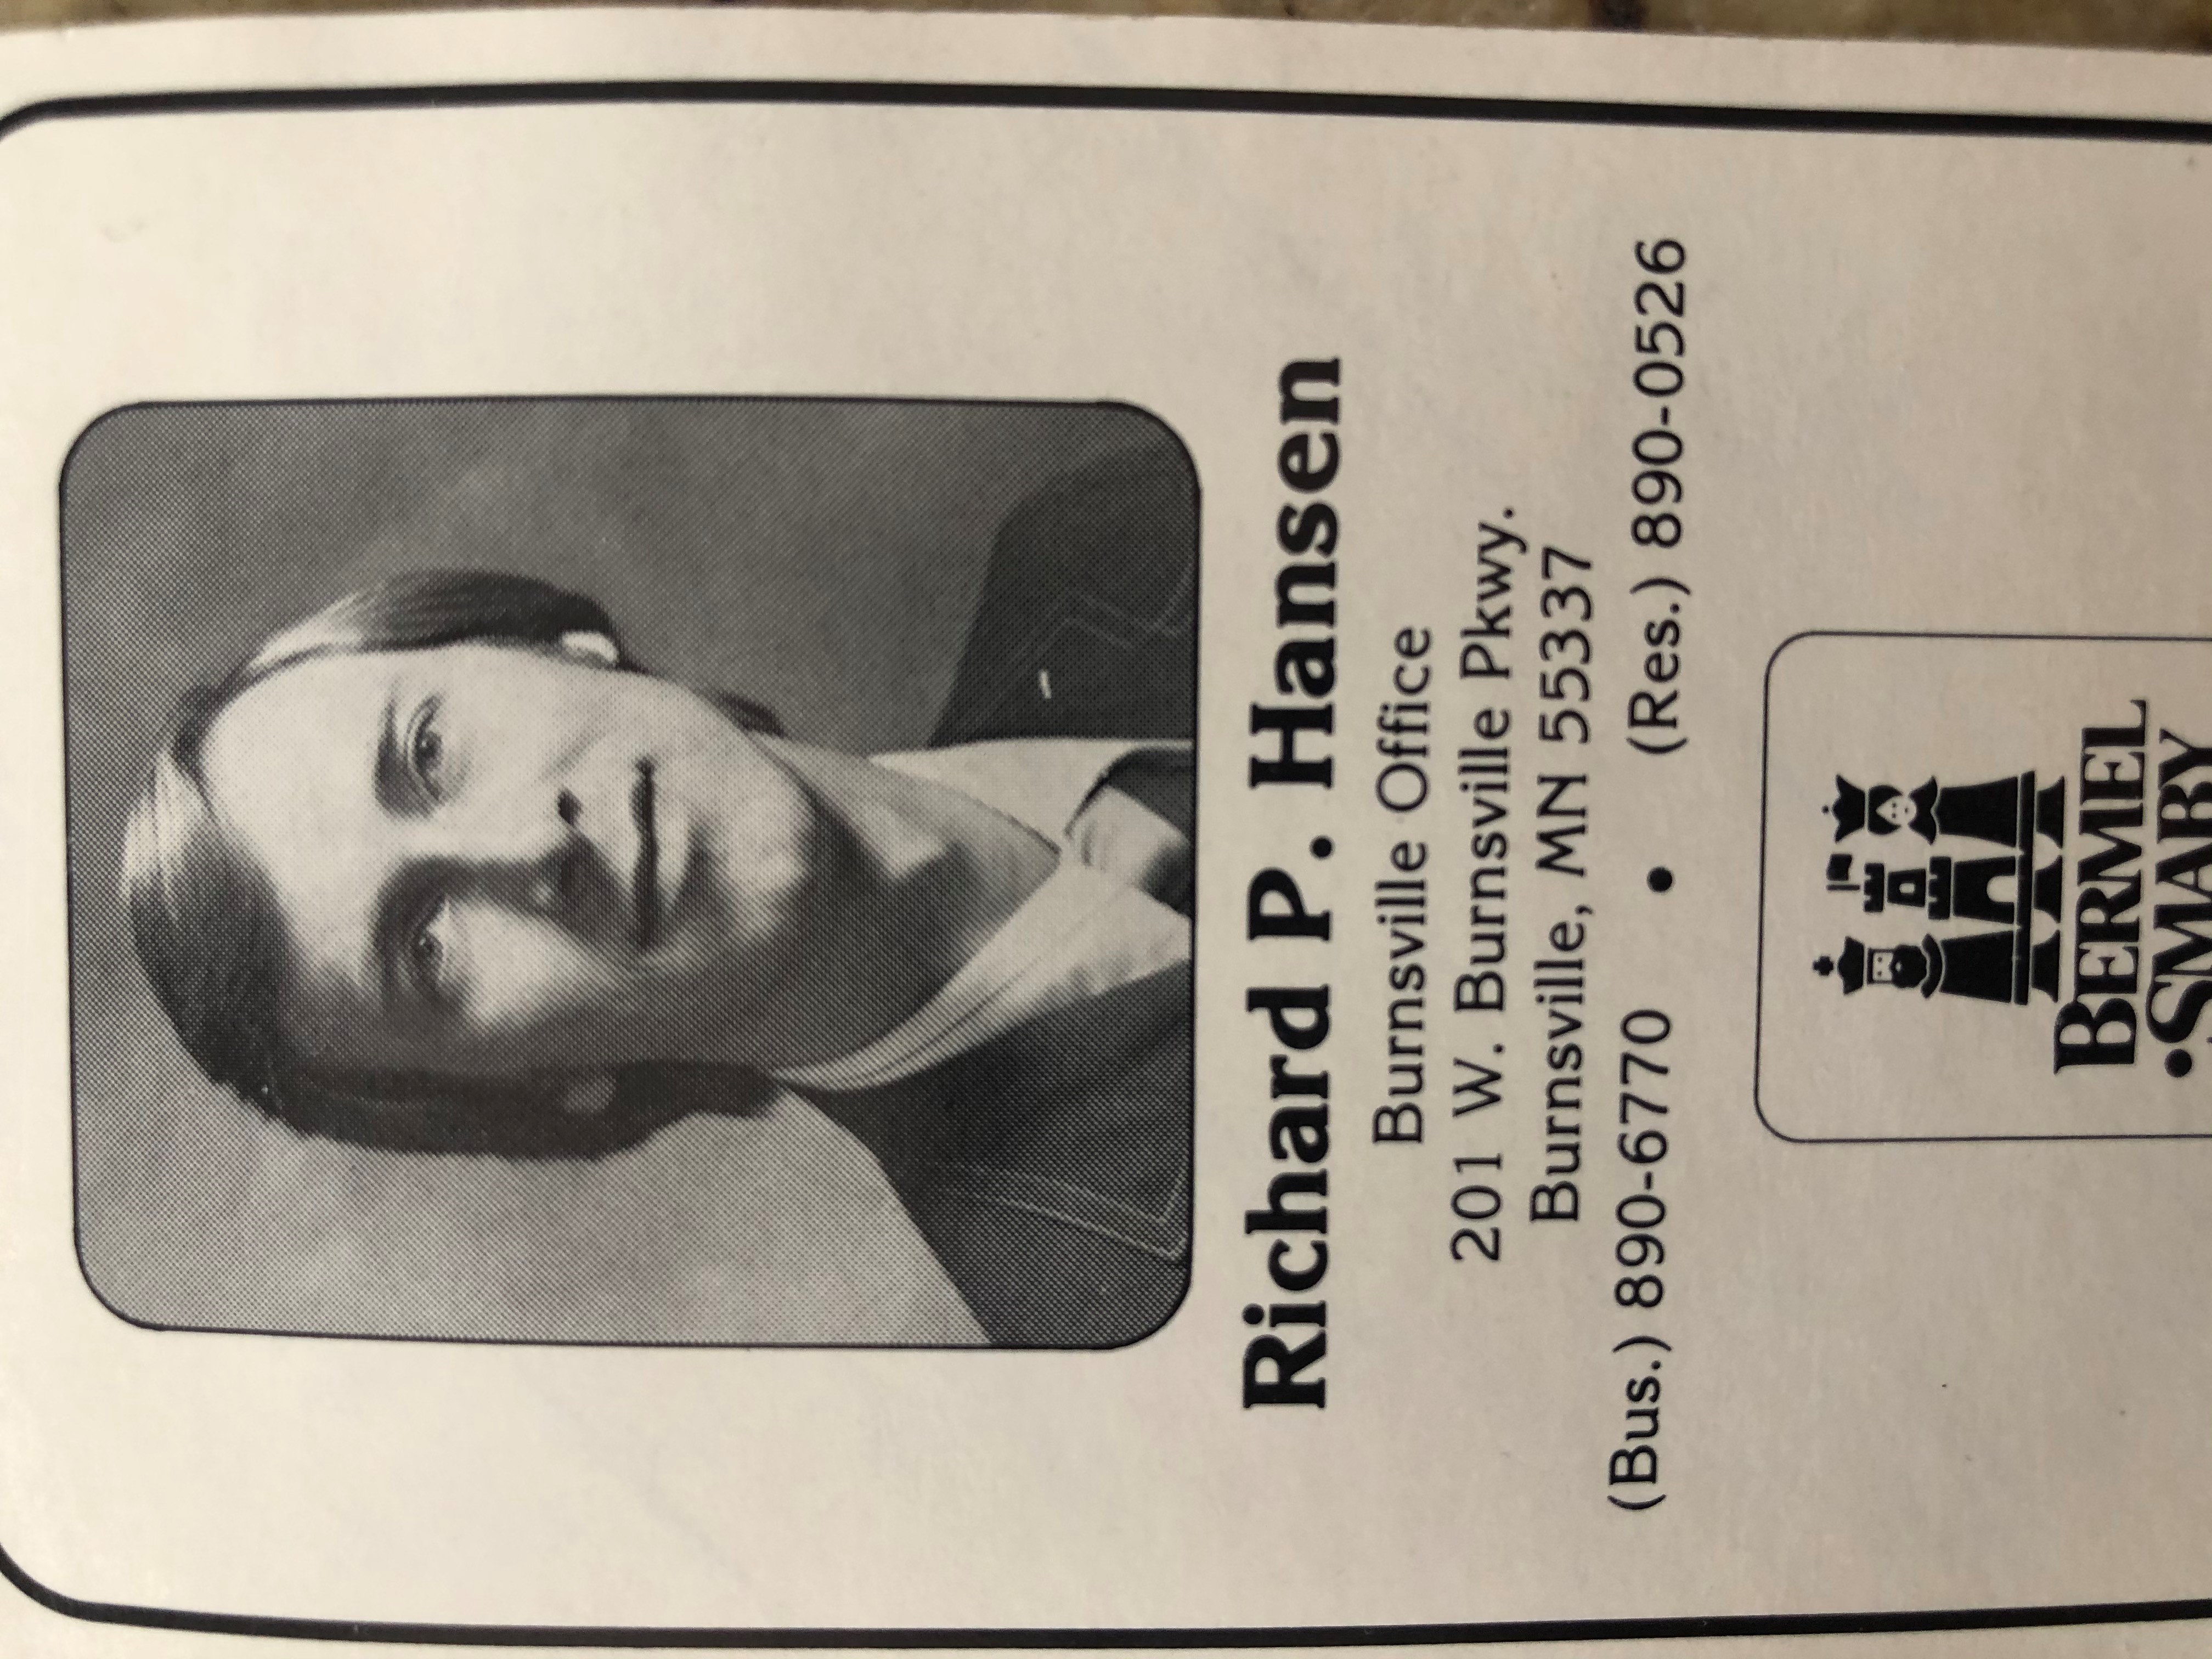 Richard P. Hansen
Burnsville Office
201 W. Burnsville Pkwy.
Burnsville, MN 55337
(Bus.) 890-6770 • (Res.) 890-0526
BERMEL
•SMABY